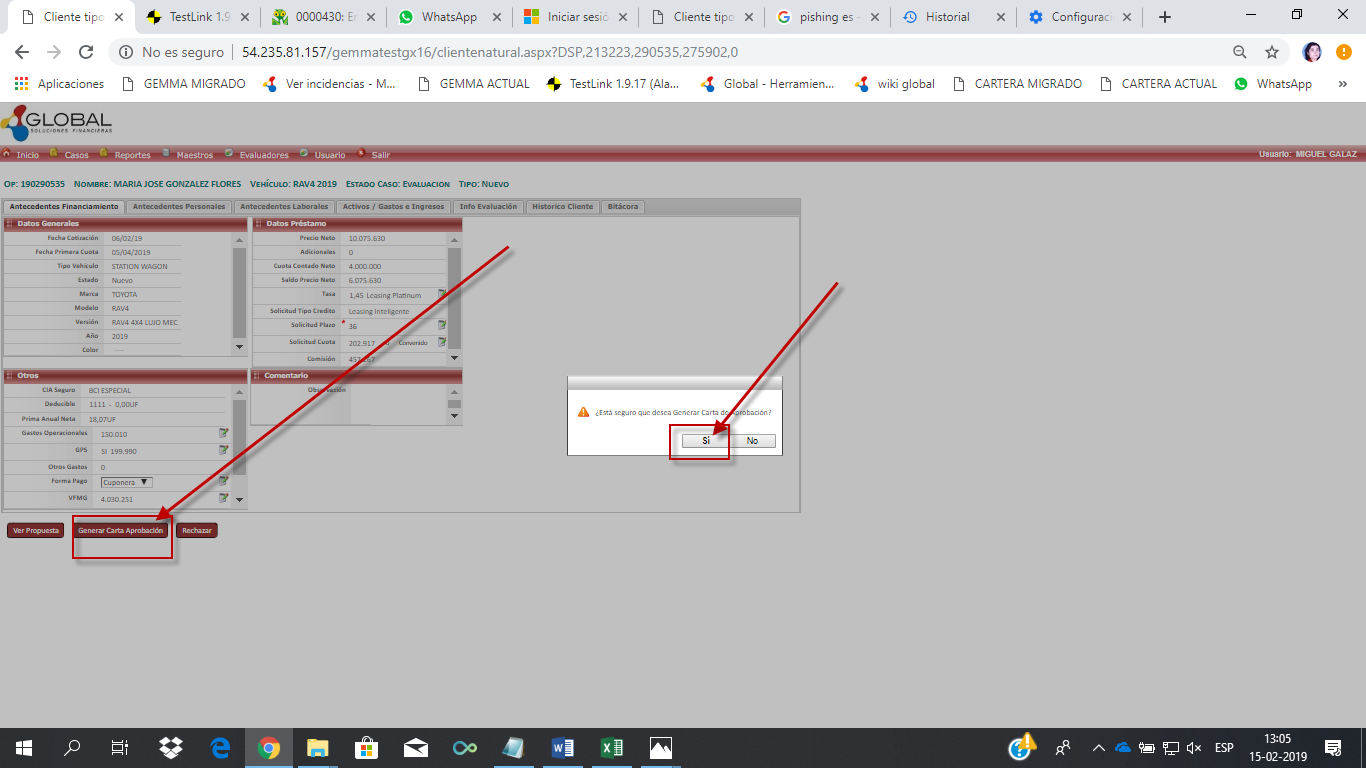 Cliente tipo
TestLink 1.9
0000430: Er
WhatsApp
Iniciar sesió
Cliente tipo
pishing es -
Historial
Configuraci
No es seguro 54.235.81.157/gemmatestgx16/clientenatural.aspx?DSP,213223,290535,275902,0
Aplicaciones GEMMA MIGRADO Ver incidencias - M... GEMMA ACTUAL TestLink 1.9.17 (Ala... Global - Herramien... wiki global CARTERA MIGRADO CARTERA ACTUAL WhatsApp »
GLOBAL
SOLUCIONES FINANCIERAS
Inicio Casos Reportes Maestros Evaluadores Usuario Salir Usuario: MIGUEL GALAZ
OP: 190290535 NOMBRE: MARIA JOSE GONZALEZ FLORES VEHÍCULO: RAV4 2019 ESTADO CASO: EVALUACION TIPO: NUEVO
Antecedentes Financiamiento Antecedentes Personales Antecedentes Laborales Activos / Gastos e Ingresos Info Evaluación Historico Cliente Bitácora
Datos Generales
Fecha Cotización 06/02/19
Fecha Primera Cuota 05/04/2019
Tipo Vehículo STATION WAGON
Estado Nuevo
Marca TOYOTA
Modelo RAV4
Versión RAV4 4X4 LUJO MEC
Año 2019
Color ----
Datos Préstamo
Precio Neto 10.075.630
Adicionales 0
Cuota Contado Neto 4.000.000
Saldo Precio Neto 6.075.630
Tasa 1,45 Leasing Platinum
Solicitud Tipo Credito Leasing Inteligente
Solicitud Plazo * 36
Solicitud Cuota 202.917 Convenido
Comisión
Otros
CIA Seguro BCI ESPECIAL
Deducible 1111 - 0,00UF
Prima Anual Neta 18,07UF
Gastos Operacionales 150.010
GPS SI 199.990
Otros Gastos 0
Forma Pago Cuponera
VFMG 4.030.251
Comentario
Observación
¿Está seguro que desea Generar Carta de Aprobación?
Si No
Ver Propuesta Generar Carta Aprobación Rechazar
ESP
13:05
15-02-2019